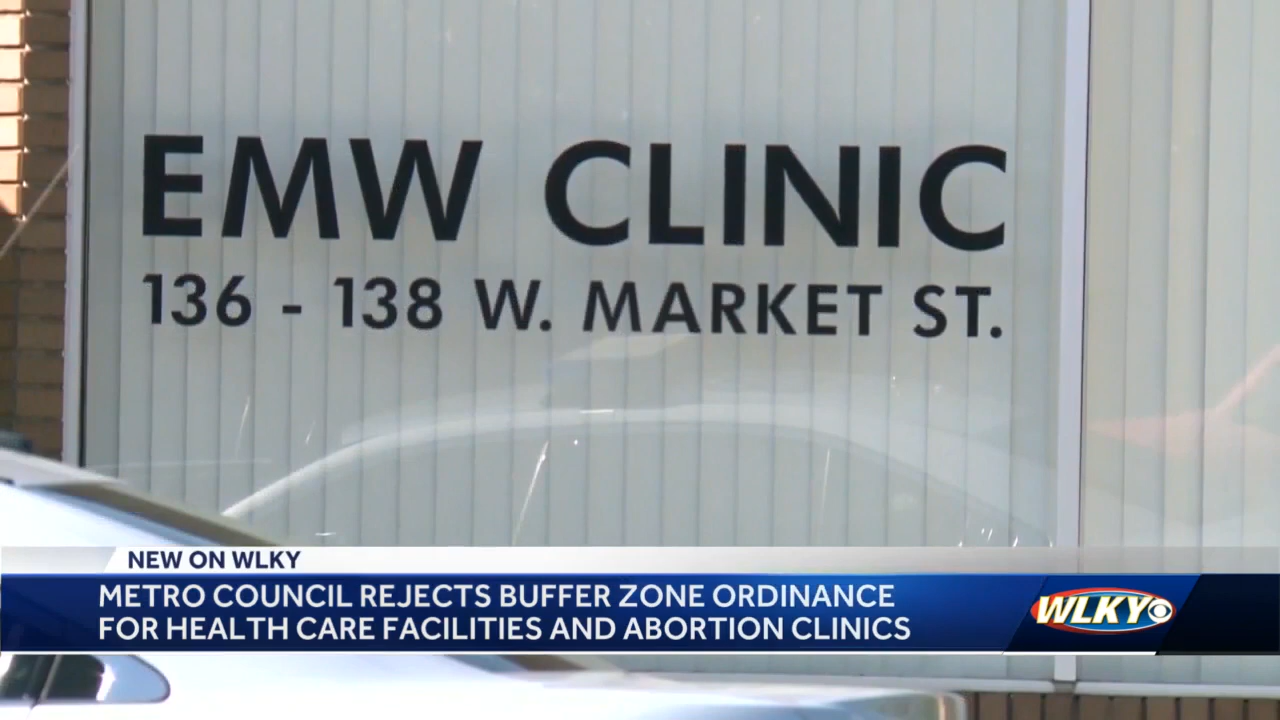 EMW CLINIC
136 - 138 W. MARKET ST.
NEW ON WLKY
METRO COUNCIL REJECTS BUFFER ZONE ORDINANCE
FOR HEALTH CARE FACILITIES AND ABORTION CLINICS
WLKY